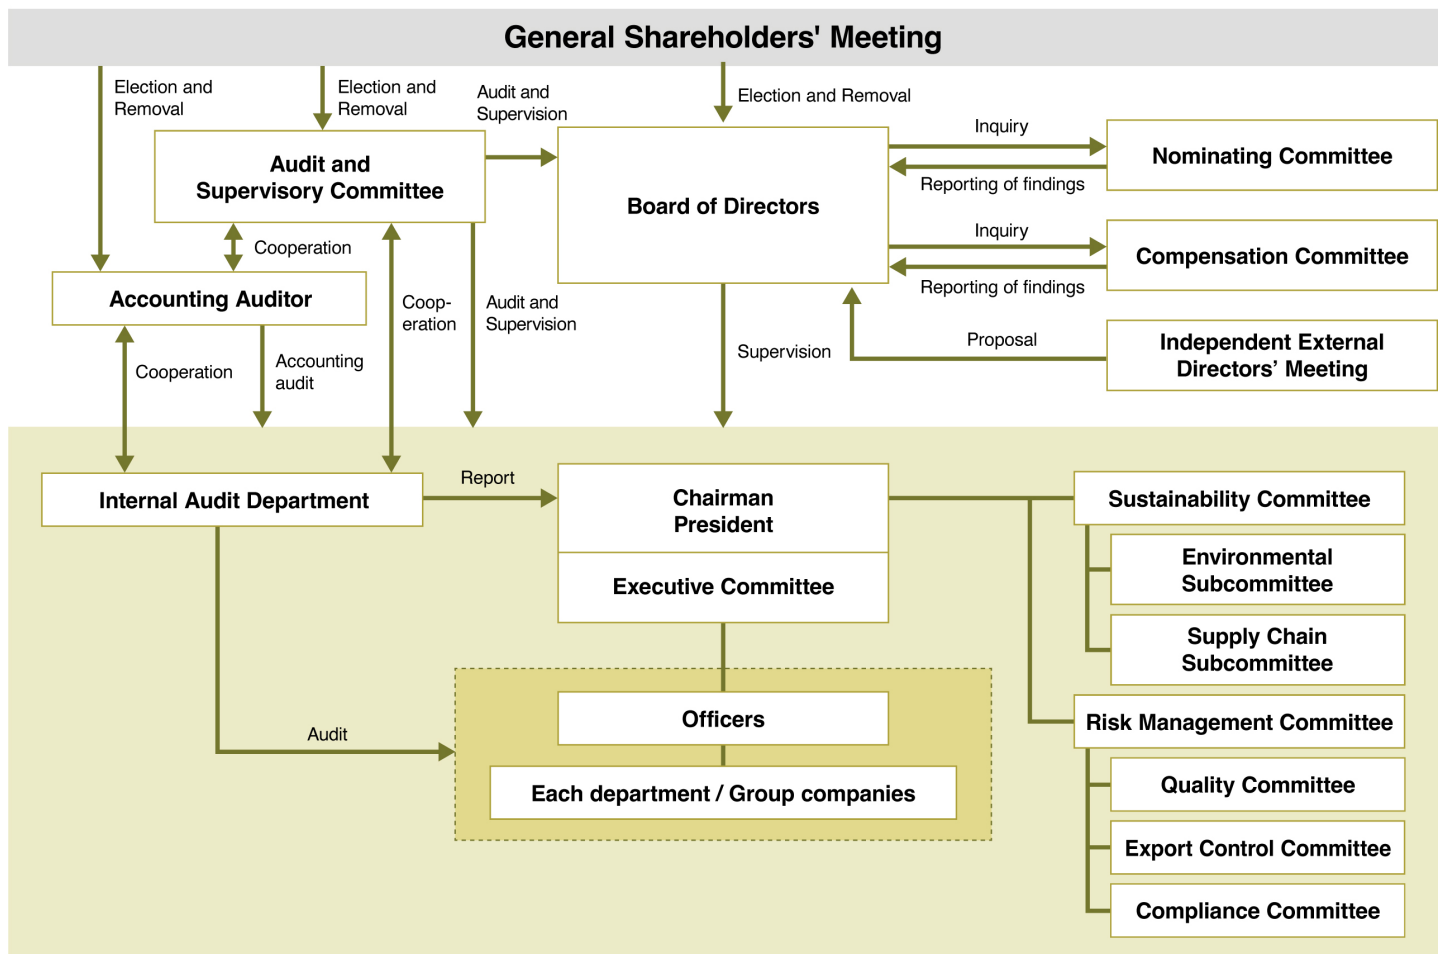 General Shareholders' Meeting
Election and
Removal
Election and
Removal
Audit and
Supervision
Election and Removal
Audit and
Supervisory Committee
Board of Directors
Inquiry
Reporting of findings
Nominating Committee
Cooperation
Inquiry
Reporting of findings
Compensation Committee
Accounting Auditor
Coop-
eration
Audit and
Supervision
Cooperation
Accounting
audit
Supervision
Proposal
Independent External
Directors’ Meeting
Internal Audit Department
Report
Chairman
President
Executive Committee
Sustainability Committee
Environmental
Subcommittee
Supply Chain
Subcommittee
Audit
Officers
Each department / Group companies
Risk Management Committee
Quality Committee
Export Control Committee
Compliance Committee